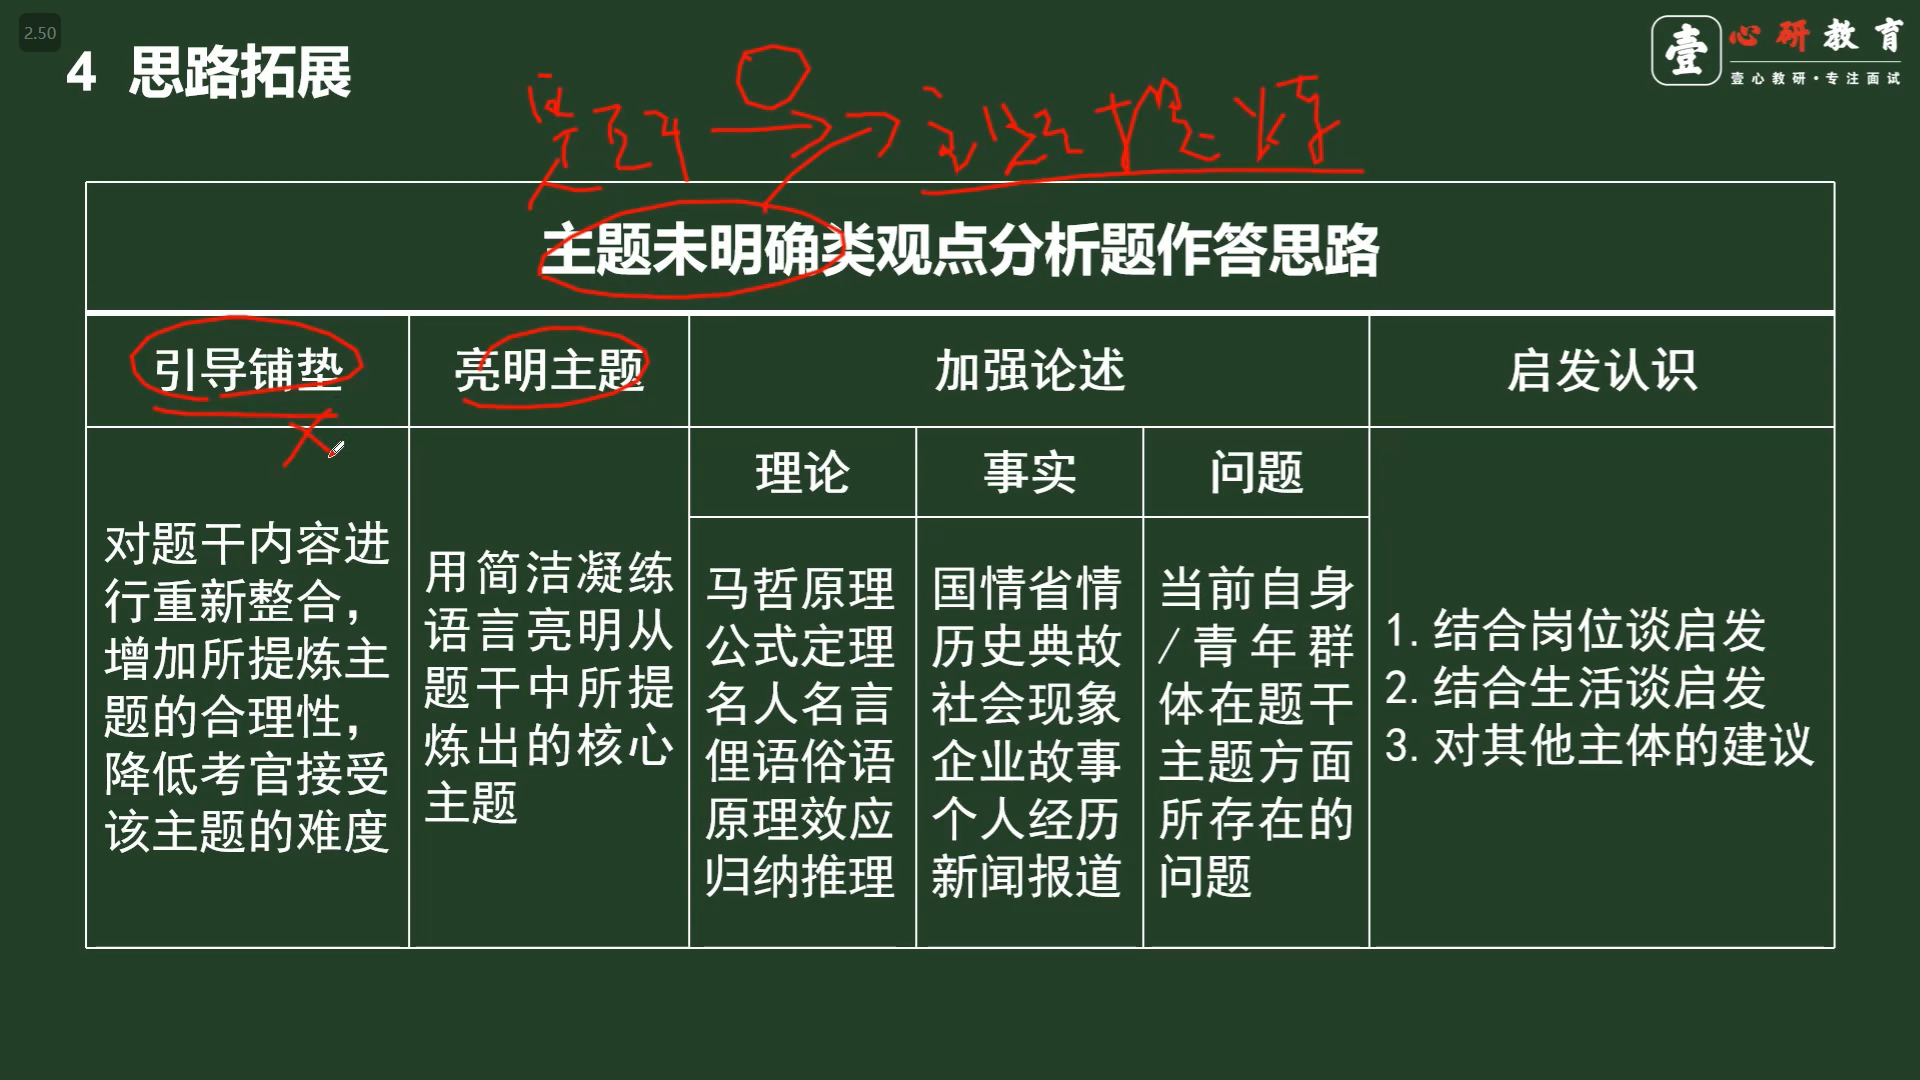 2.50
4 思路拓展
壹
心研教育
壹心教研·专注面试
主题未明确类观点分析题作答思路
引导铺垫
亮明主题
加强论述
启发认识
理论
事实
问题
对题干内容进
行重新整合，
增加所提炼主
题的合理性，
降低考官接受
该主题的难度
用简洁凝练
语言亮明从
题干中所提
炼出的核心
主题
马哲原理
公式定理
名人名言
俚语俗语
原理效应
归纳推理
国情省情
历史典故
社会现象
企业故事
个人经历
新闻报道
当前自身
/青年群
体在题干
主题方面
所存在的
问题
1.结合岗位谈启发
2.结合生活谈启发
3.对其他主体的建议